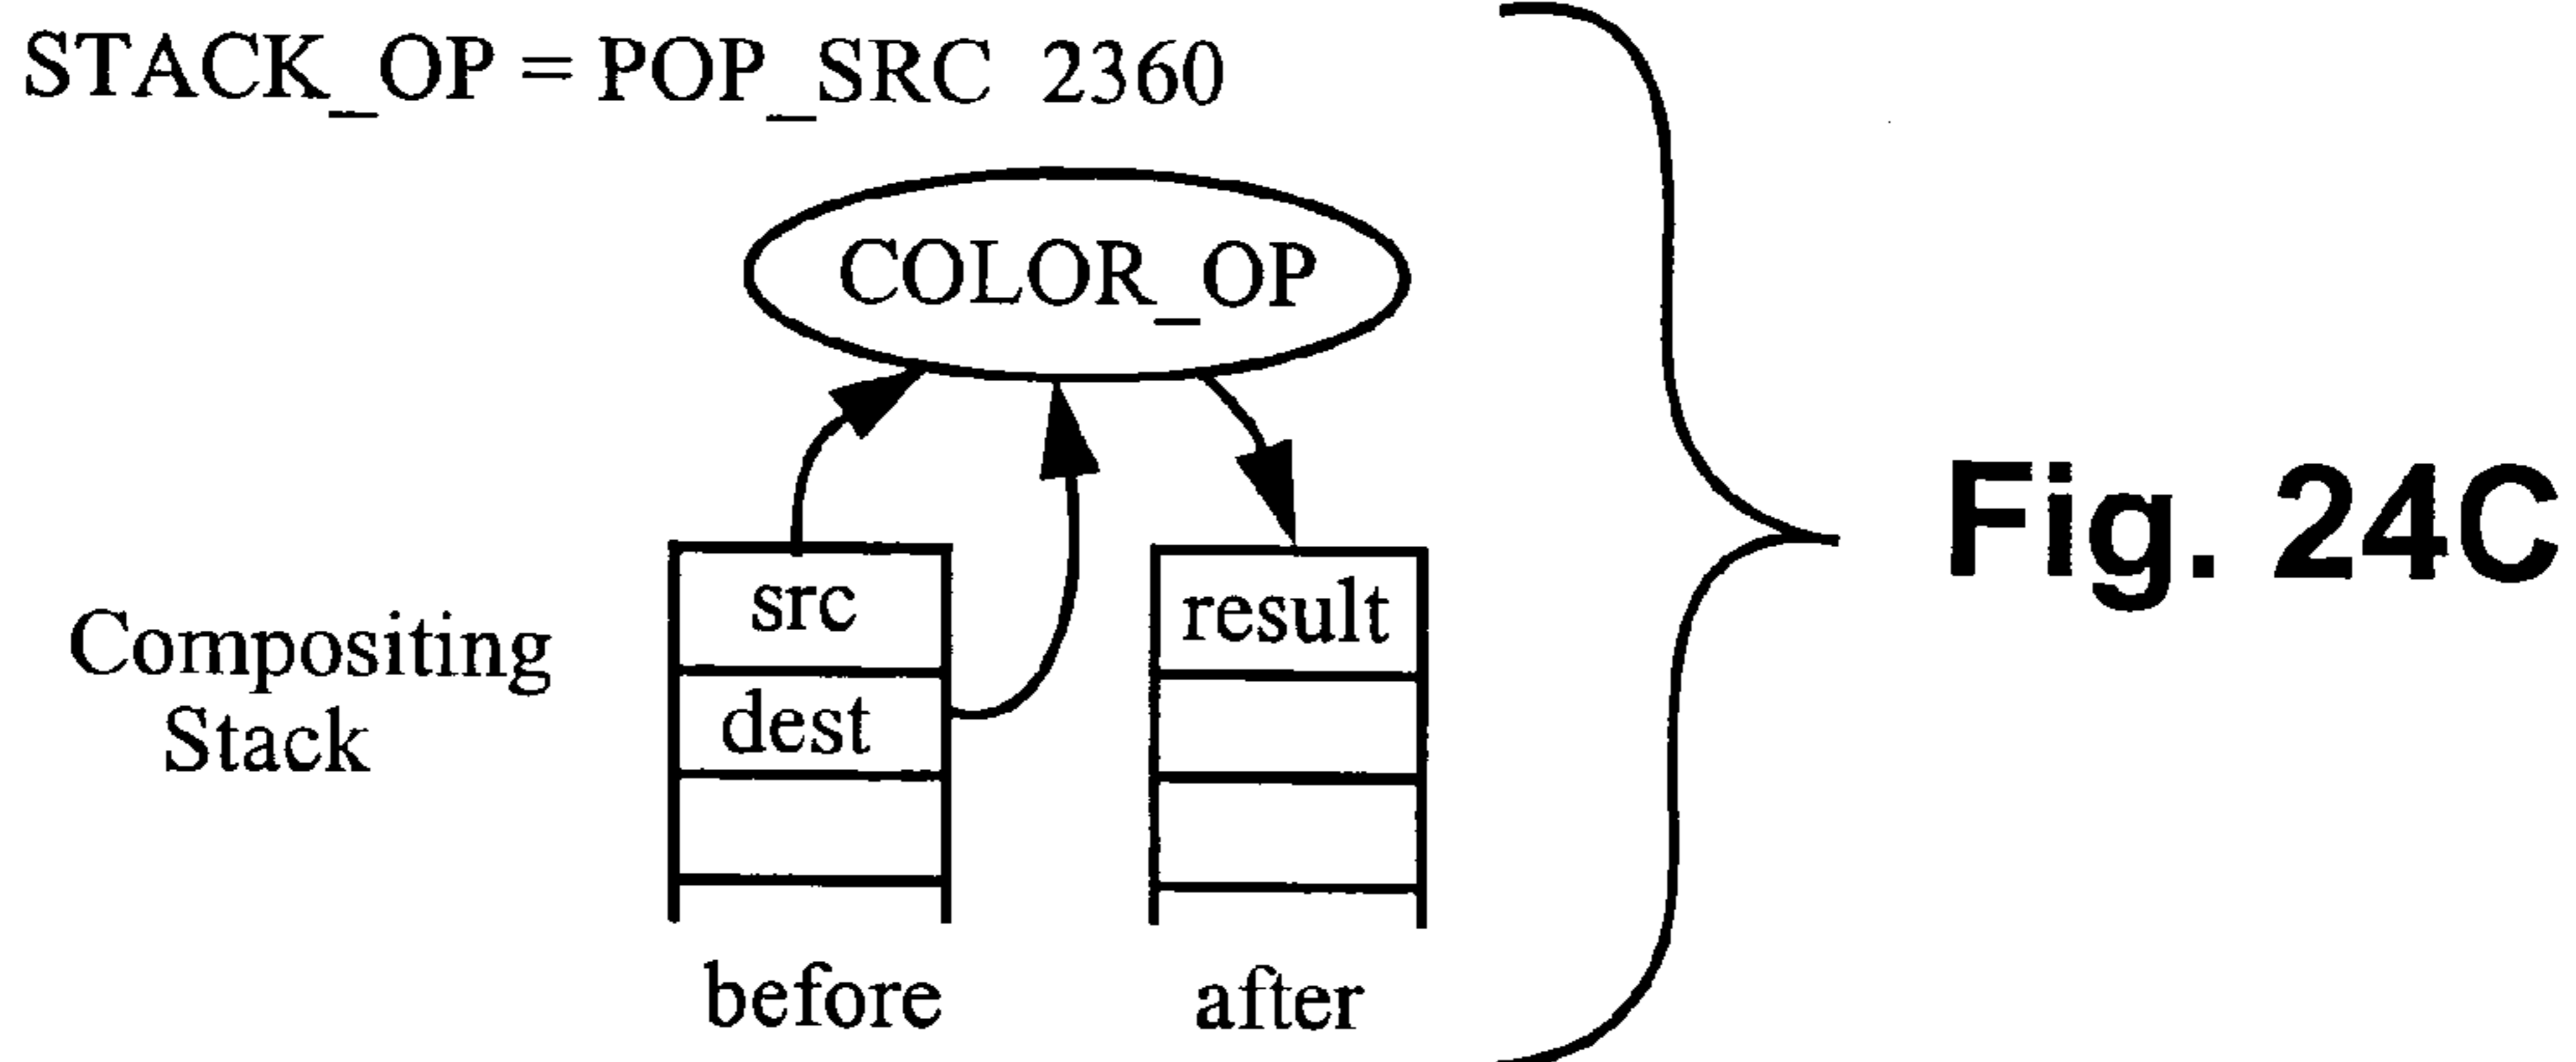 STACK_OP = POP_SRC 2360
COLOR_OP
src
result
dest
Compositing
Stack
before
after
Fig. 24C